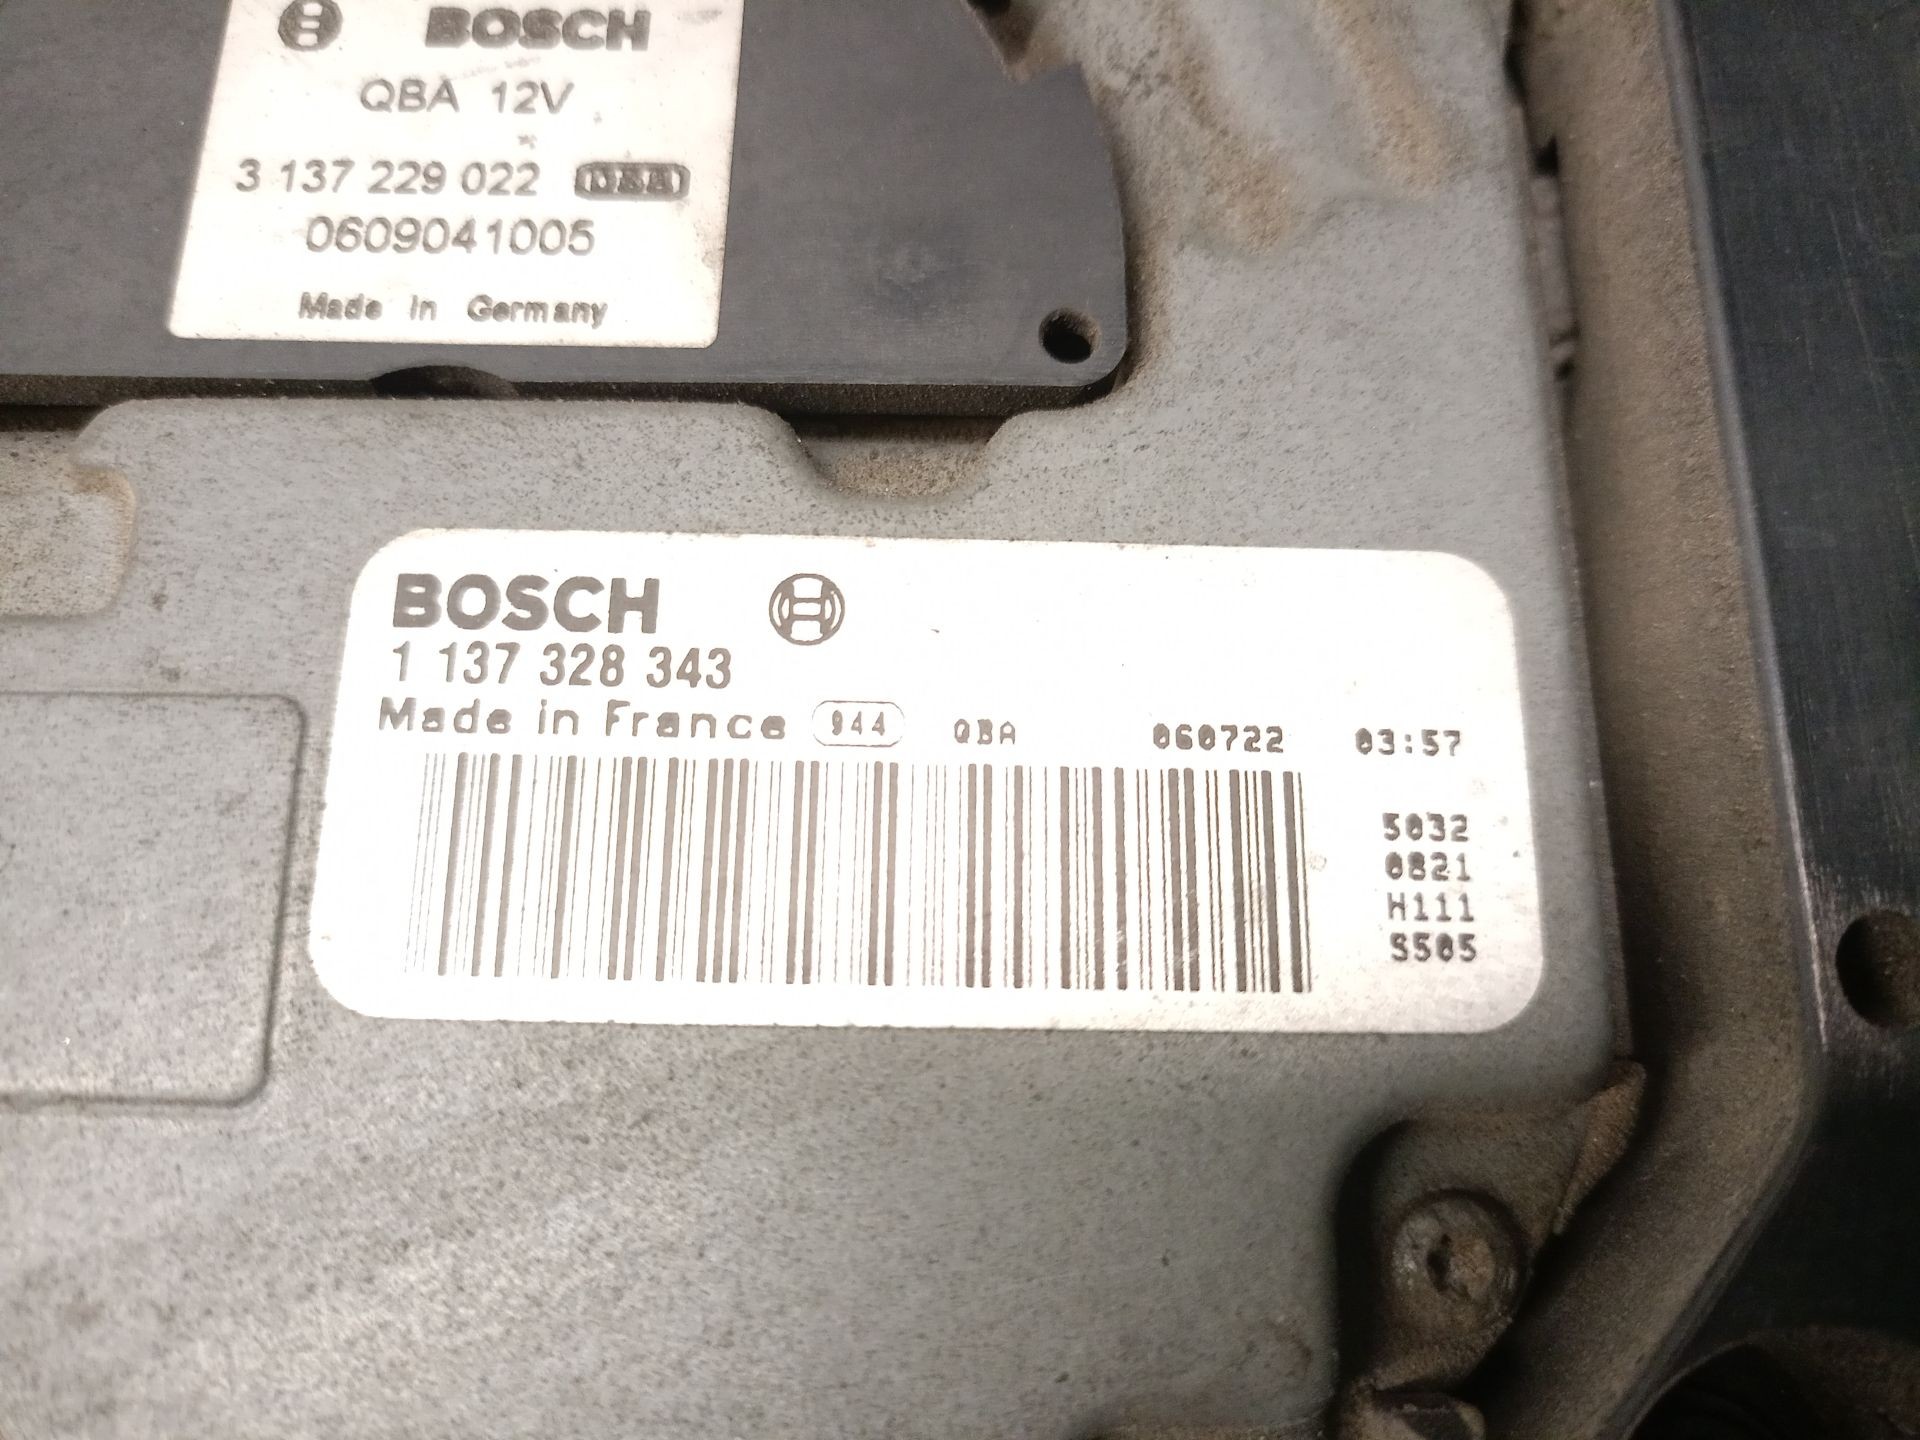 BOSCH
QBA 12V
3 137 229 022
0609041005
Made in Germany
BOSCH
1 137 328 343
Made in France 944 QBA 060722 03:57
5032
0821
H111
S505